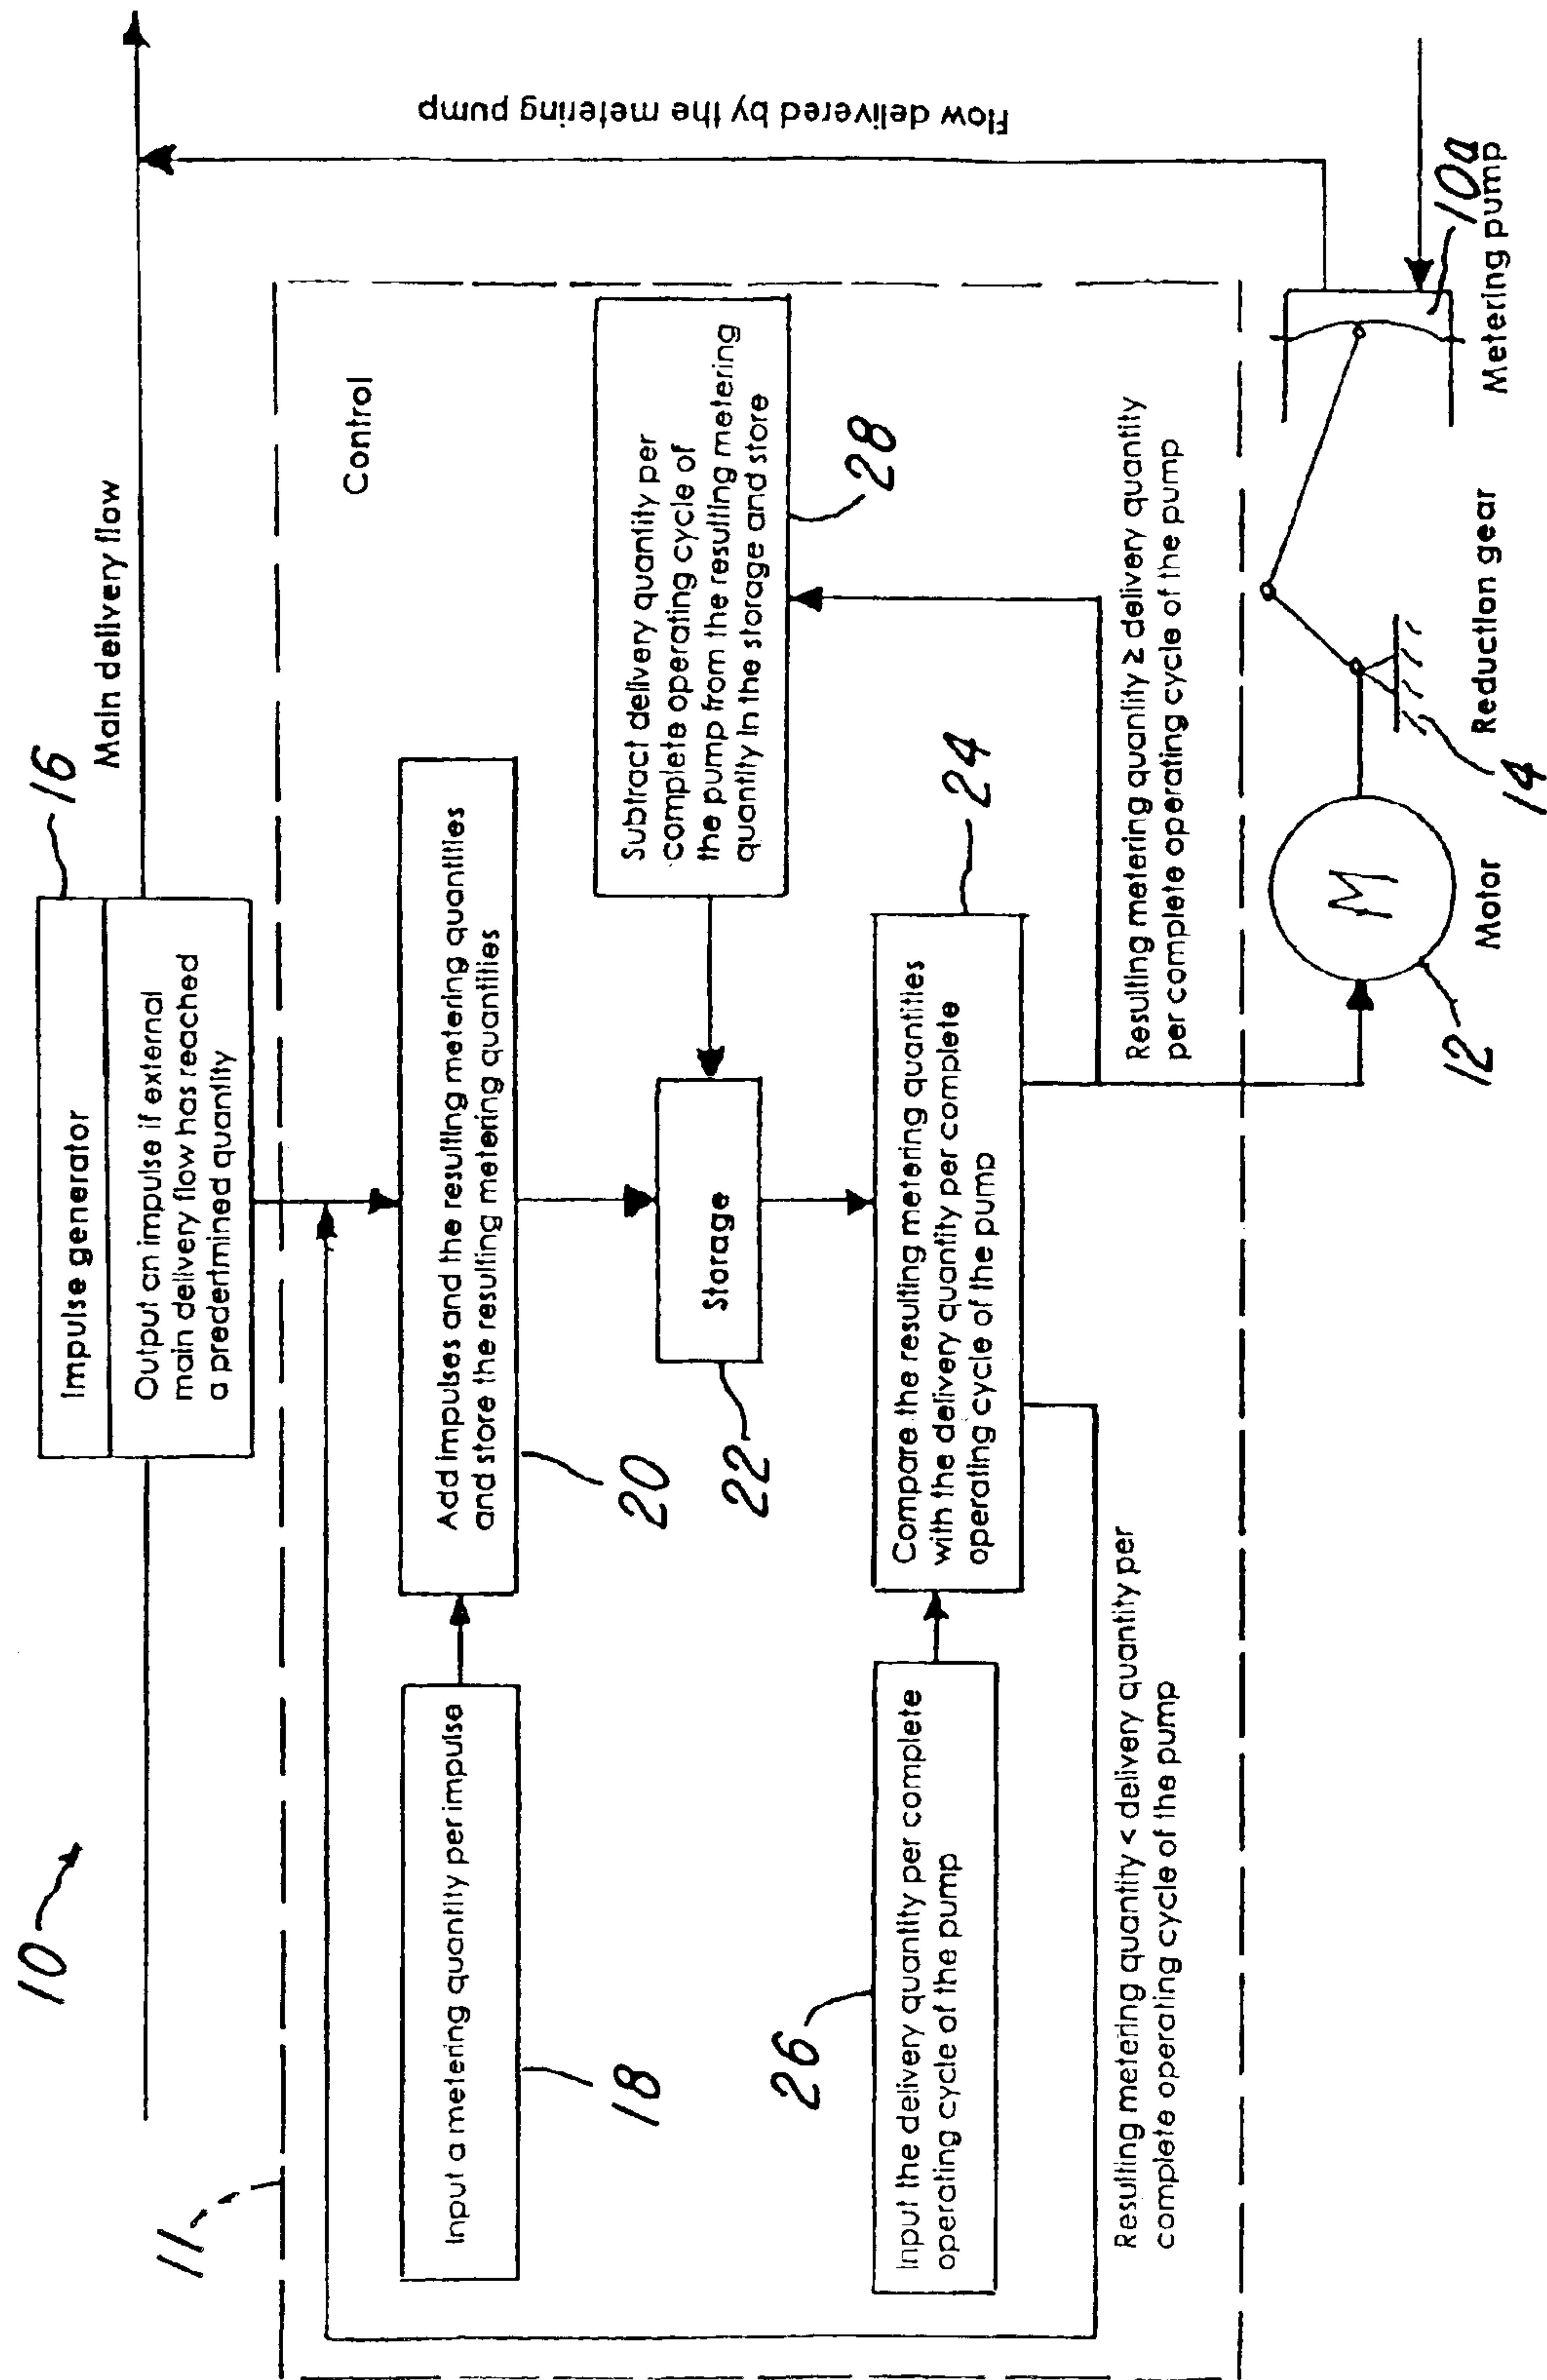 10
16
Impulse generator
Output an impulse if external
main delivery flow has reached
a predertmined quantity
Main delivery flow
11
Control
Input a metering quantity per impulse
18
Add impulses and the resulting metering quantities
and store the resulting metering quantities
20
Storage
22
Subtract delivery quantity per
complete operating cycle of
the pump from the resulting metering
quantity in the storage and store
28
Input the delivery quantity per complete
operating cycle of the pump
26
Compare the resulting metering quantities
with the delivery quantity per complete
operating cycle of the pump
24
Resulting metering quantity < delivery quantity per
complete operating cycle of the pump
Resulting metering quantity ≥ delivery quantity
per complete operating cycle of the pump
Flow delivered by the metering pump
M
12
Motor
14
Reduction gear
10a
Metering pump